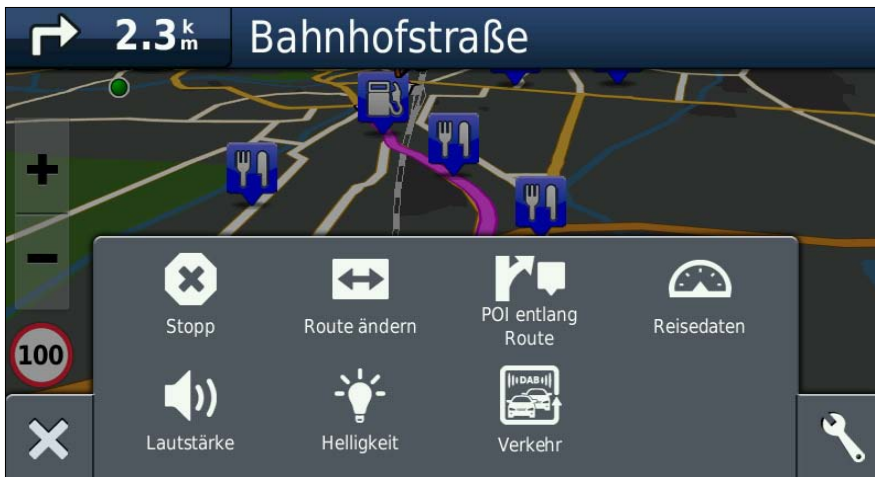 2.3 km Bahnhofstraße
+
−
100
Stopp
Route ändern
POI entlang
Route
Reisedaten
Lautstärke
Helligkeit
DAB
Verkehr